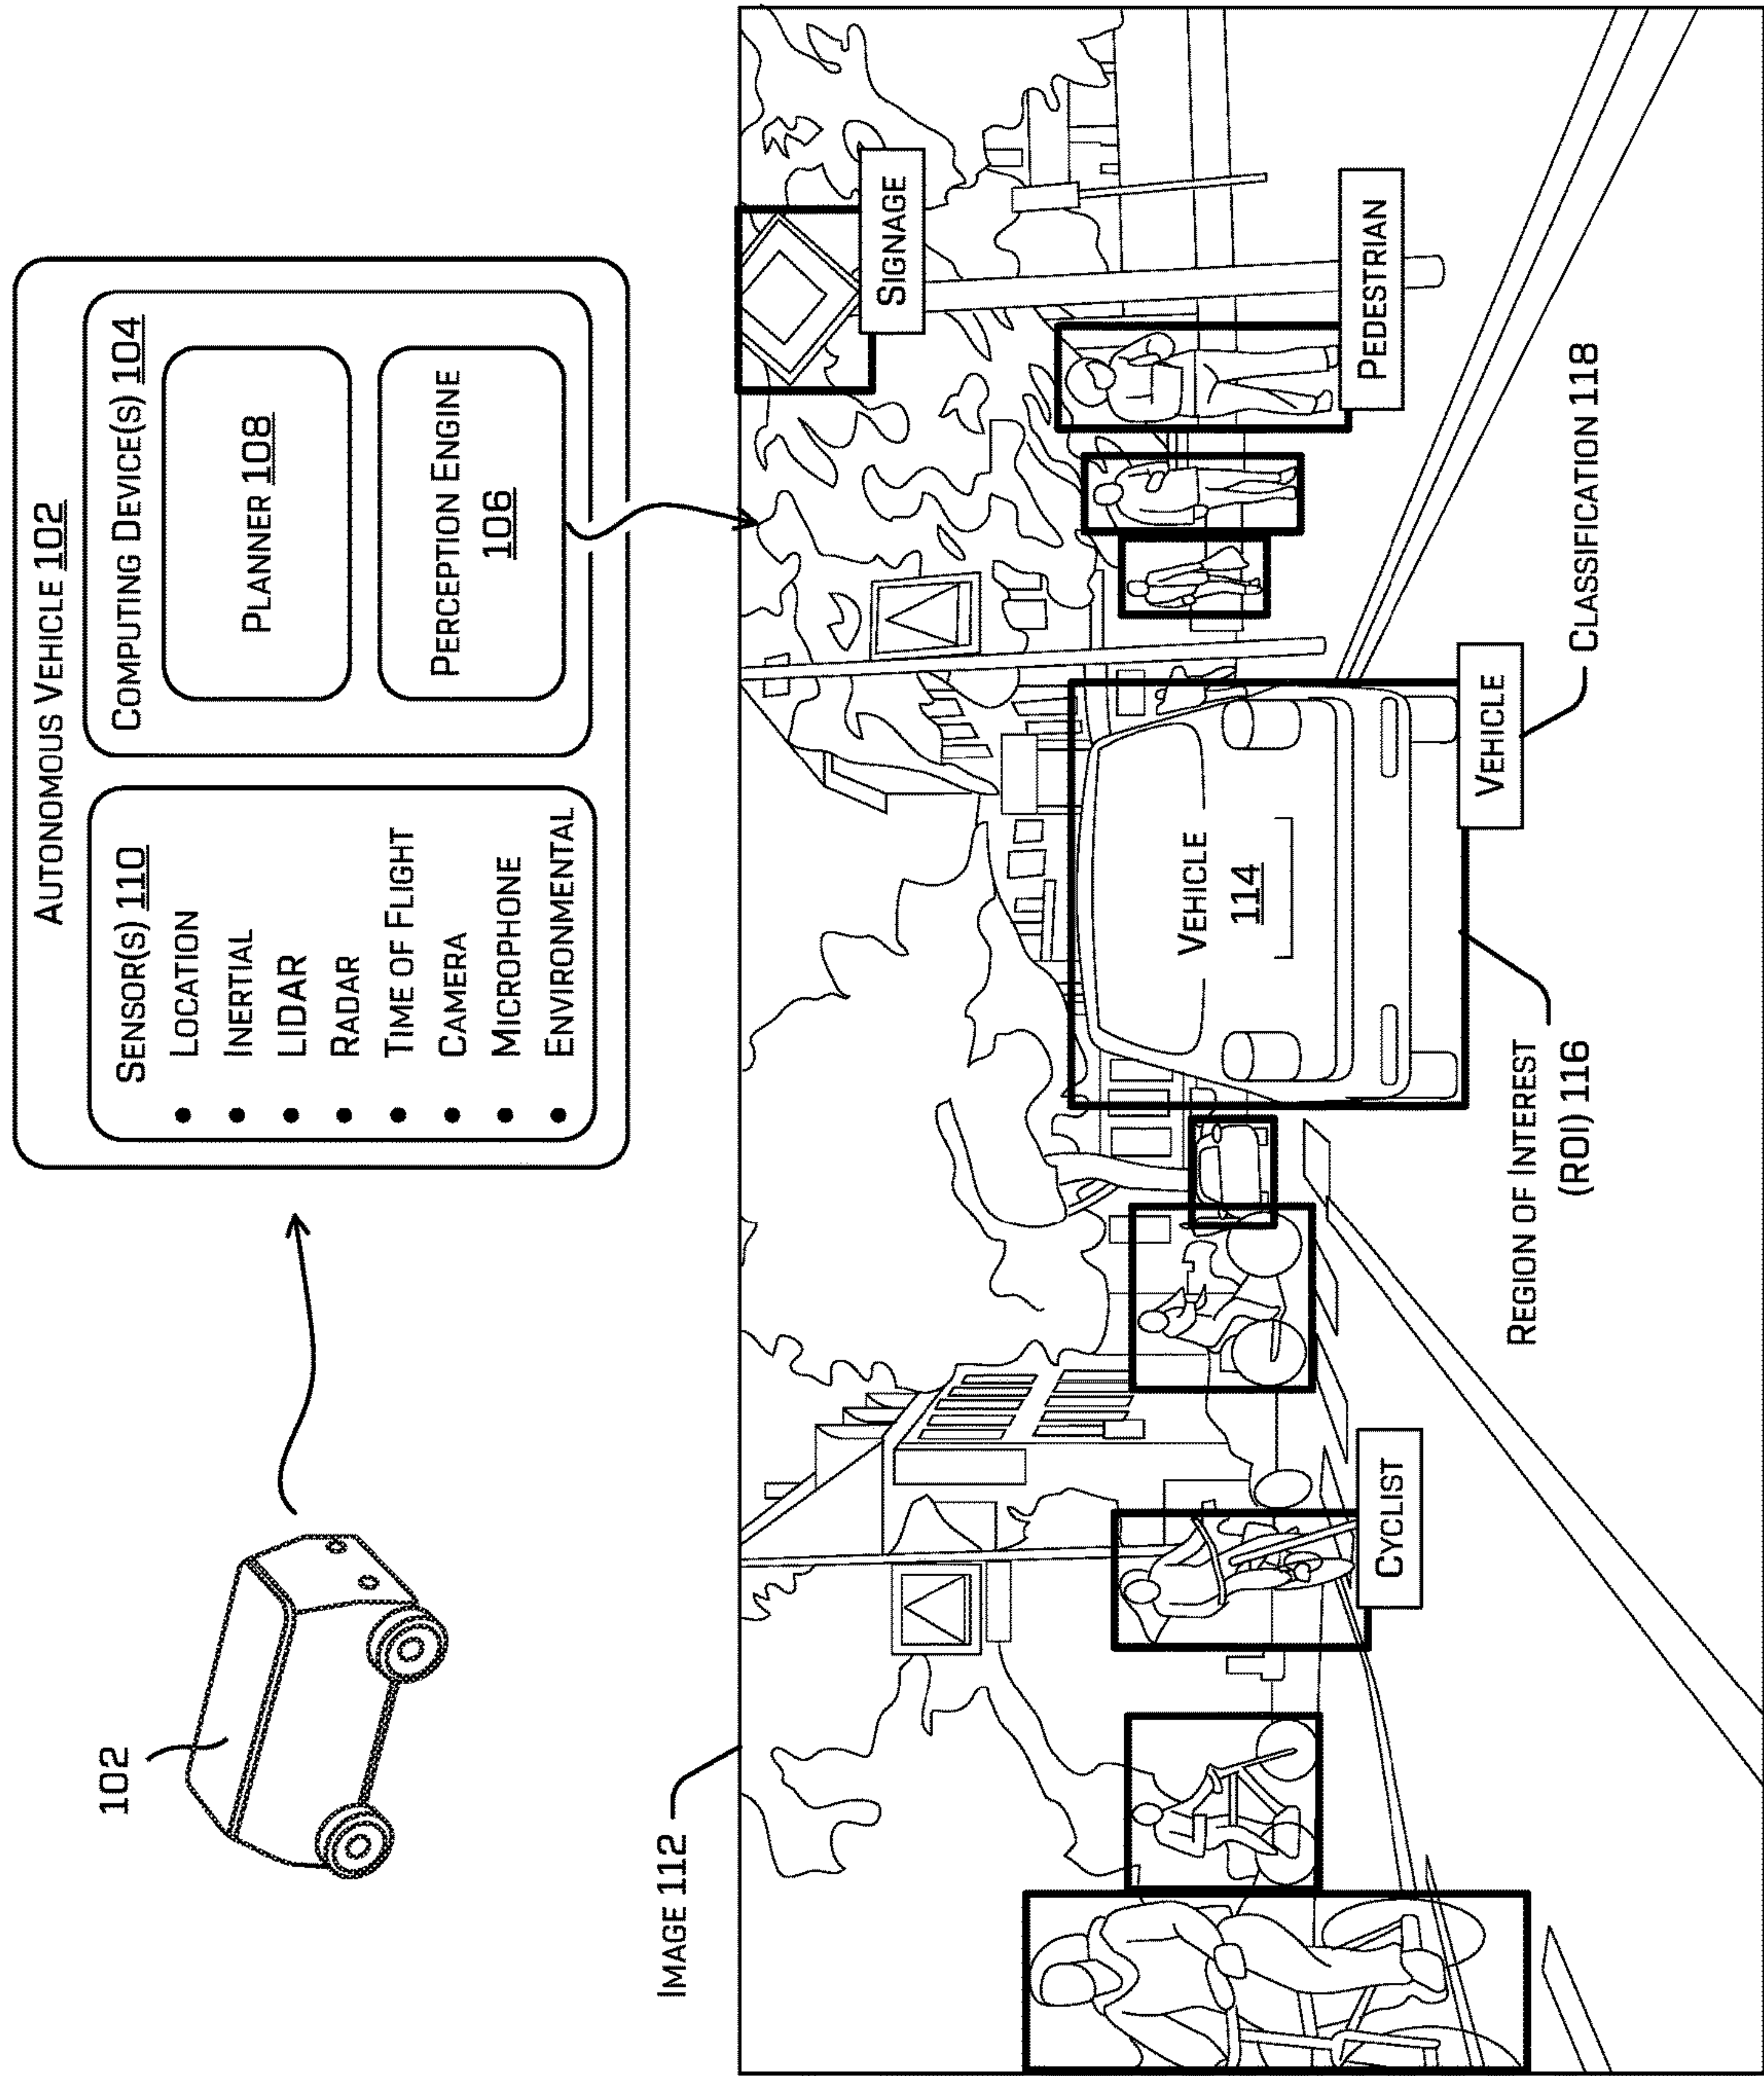 102
AUTONOMOUS VEHICLE 102
SENSOR(S) 110
• LOCATION
• INERTIAL
• LIDAR
• RADAR
• TIME OF FLIGHT
• CAMERA
• MICROPHONE
• ENVIRONMENTAL
COMPUTING DEVICE(S) 104
PLANNER 108
PERCEPTION ENGINE
106
IMAGE 112
SIGNAGE
VEHICLE
114
CYCLIST
PEDESTRIAN
VEHICLE
REGION OF INTEREST
(ROI) 116
CLASSIFICATION 118